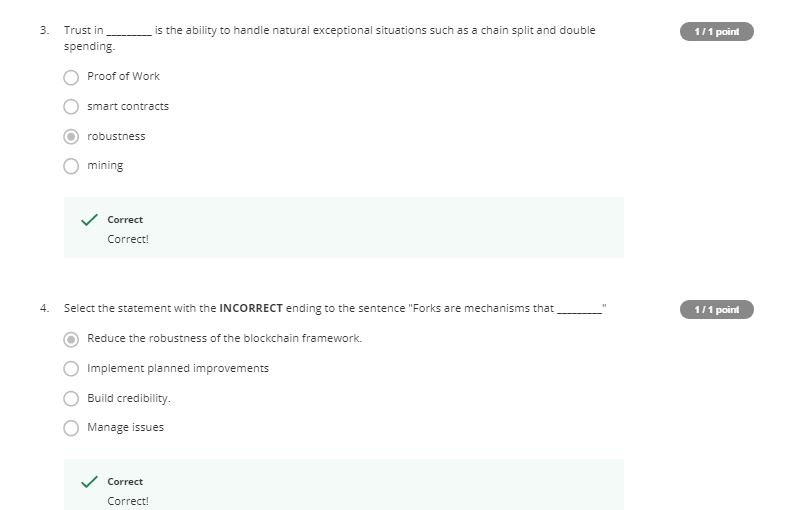 3. Trust in _________ is the ability to handle natural exceptional situations such as a chain split and double
spending.
1 / 1 point
Proof of Work
smart contracts
robustness
mining
Correct
Correct!
4. Select the statement with the INCORRECT ending to the sentence "Forks are mechanisms that _________"
1 / 1 point
Reduce the robustness of the blockchain framework.
Implement planned improvements
Build credibility.
Manage issues
Correct
Correct!